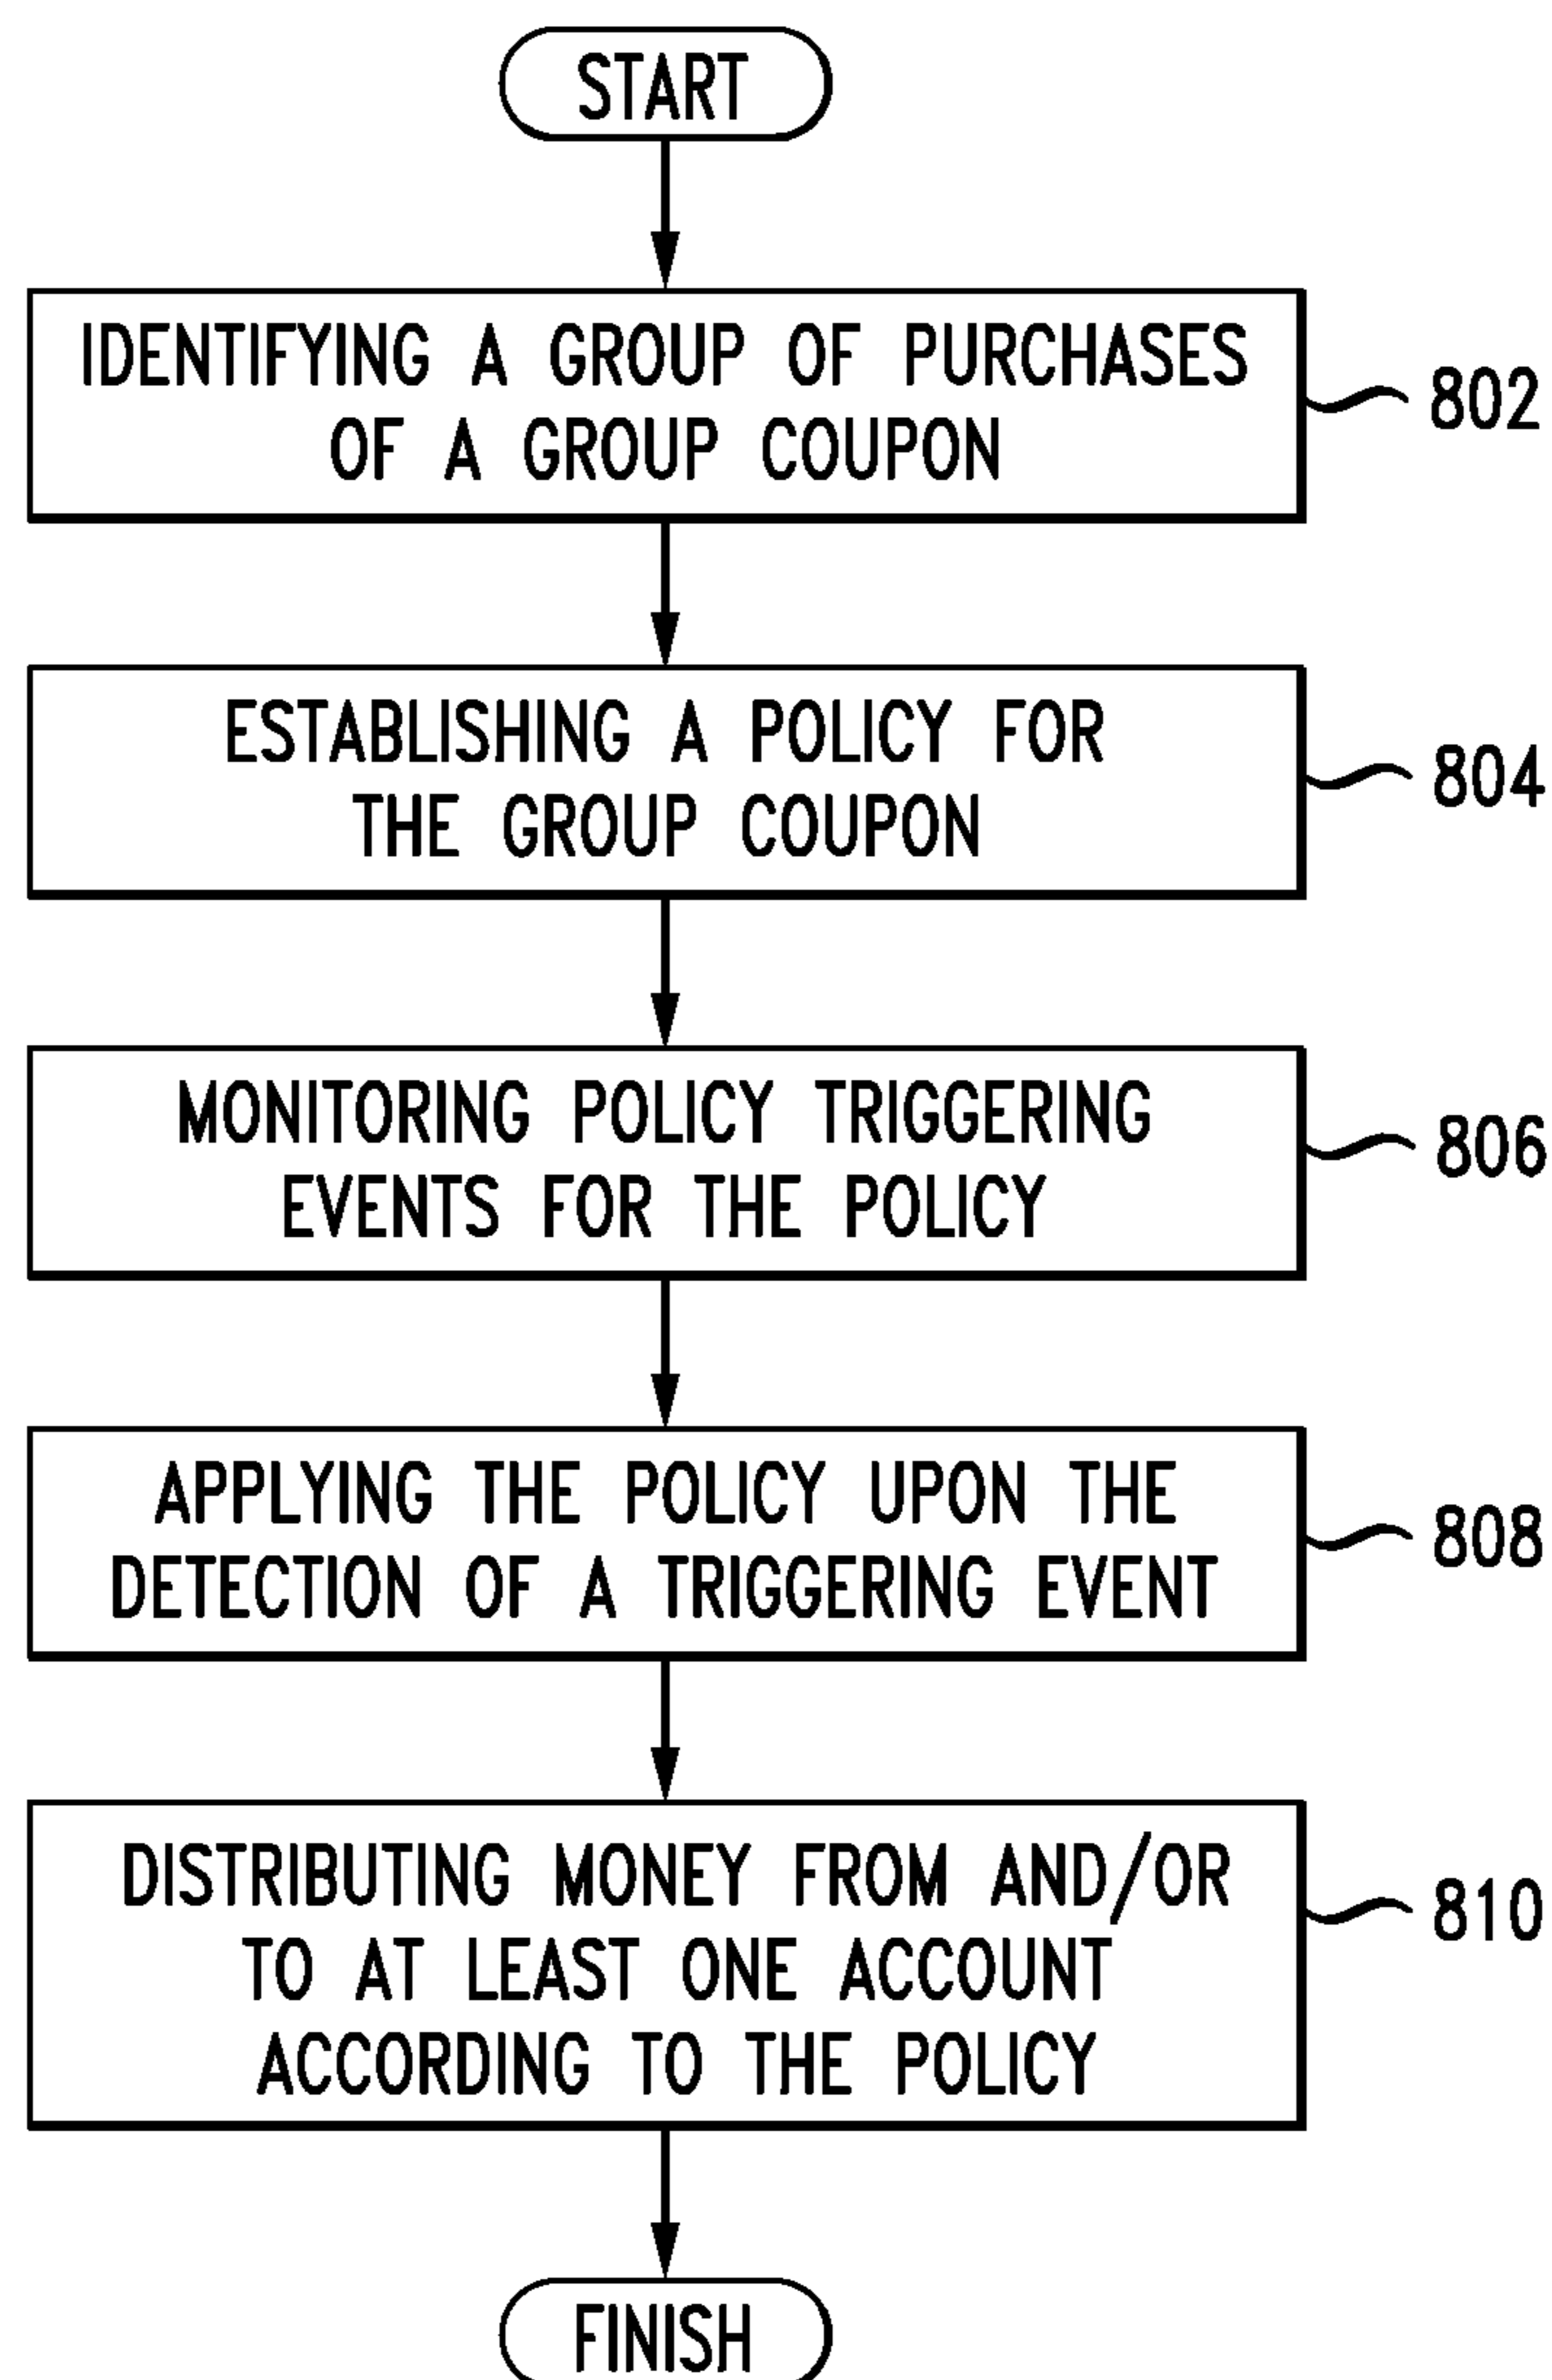 START
IDENTIFYING A GROUP OF PURCHASES
OF A GROUP COUPON
802
ESTABLISHING A POLICY FOR
THE GROUP COUPON
804
MONITORING POLICY TRIGGERING
EVENTS FOR THE POLICY
806
APPLYING THE POLICY UPON THE
DETECTION OF A TRIGGERING EVENT
808
DISTRIBUTING MONEY FROM AND/OR
TO AT LEAST ONE ACCOUNT
ACCORDING TO THE POLICY
810
FINISH